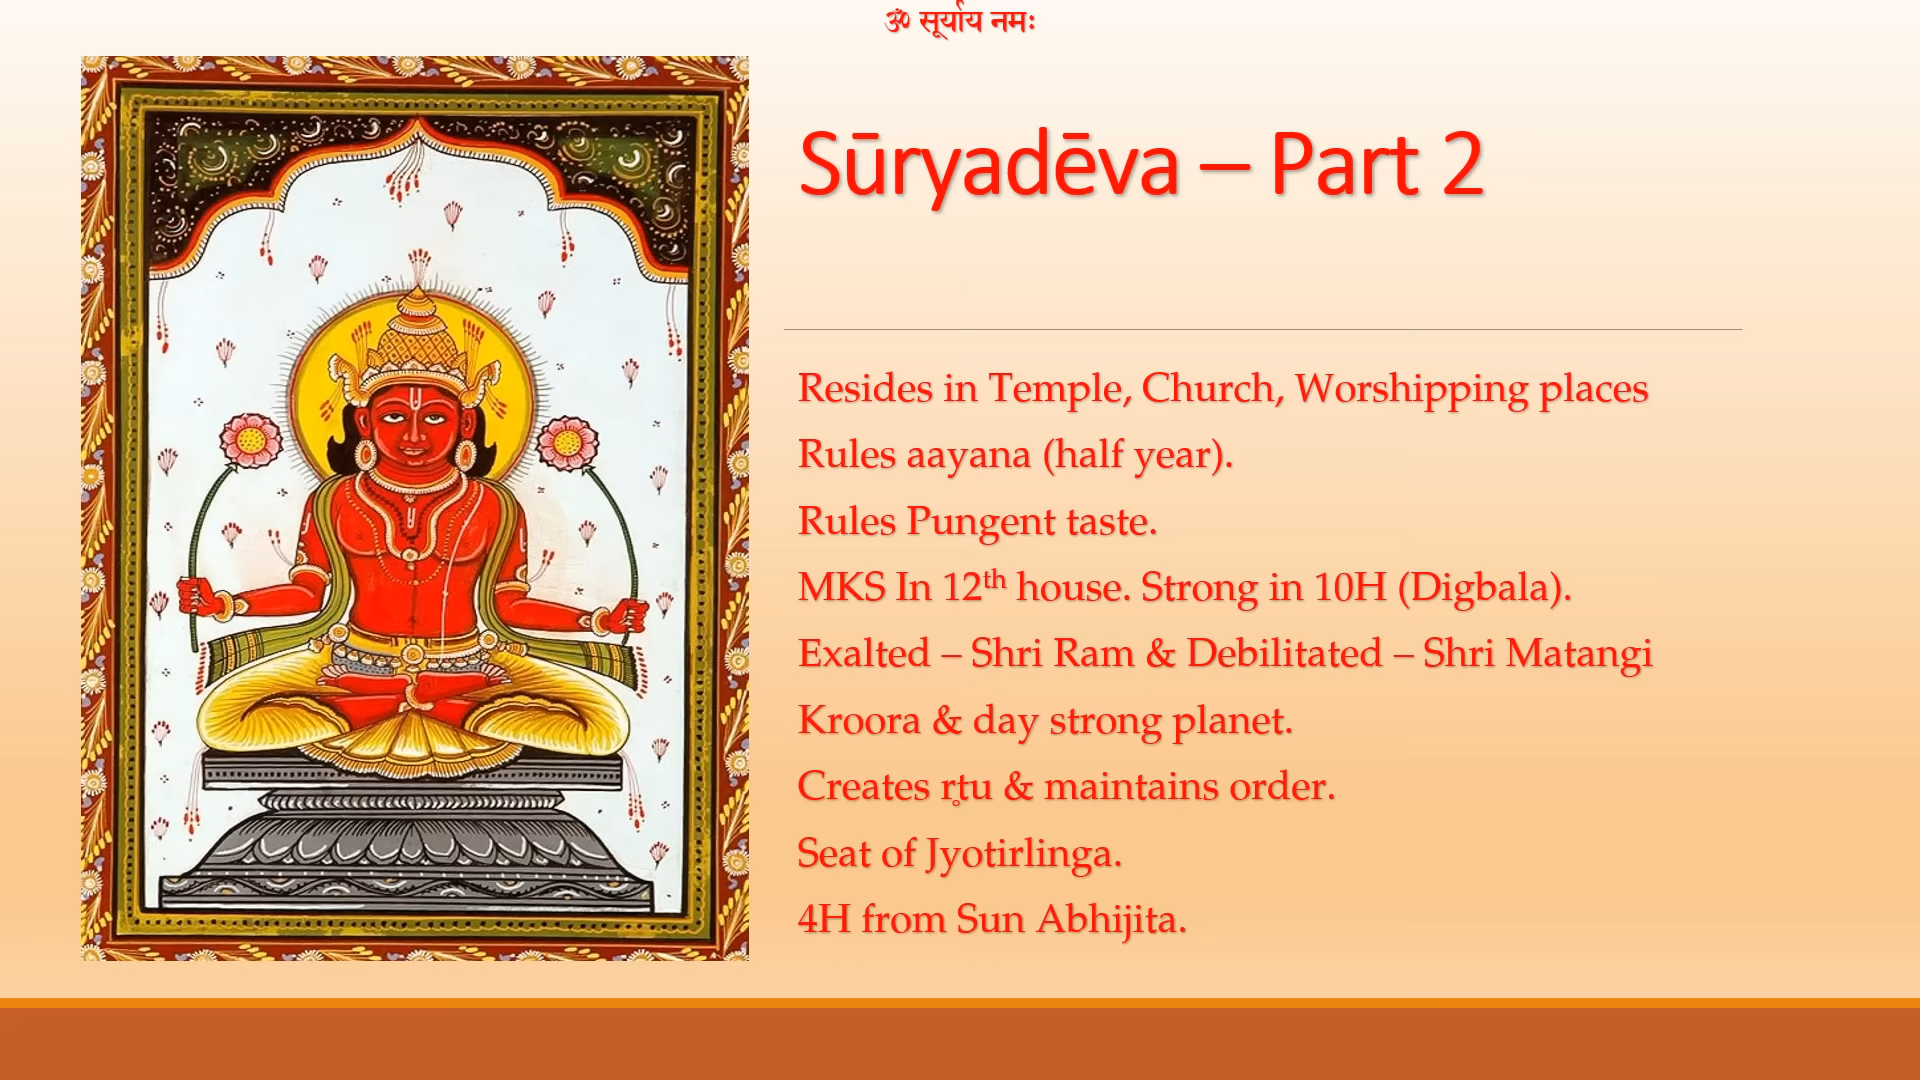 ॐ सूर्याय नमः
Sūryadēva – Part 2
Resides in Temple, Church, Worshipping places
Rules aayana (half year).
Rules Pungent taste.
MKS In 12th house. Strong in 10H (Digbala).
Exalted – Shri Ram & Debilitated – Shri Matangi
Kroora & day strong planet.
Creates r̥tu & maintains order.
Seat of Jyotirlinga.
4H from Sun Abhijita.